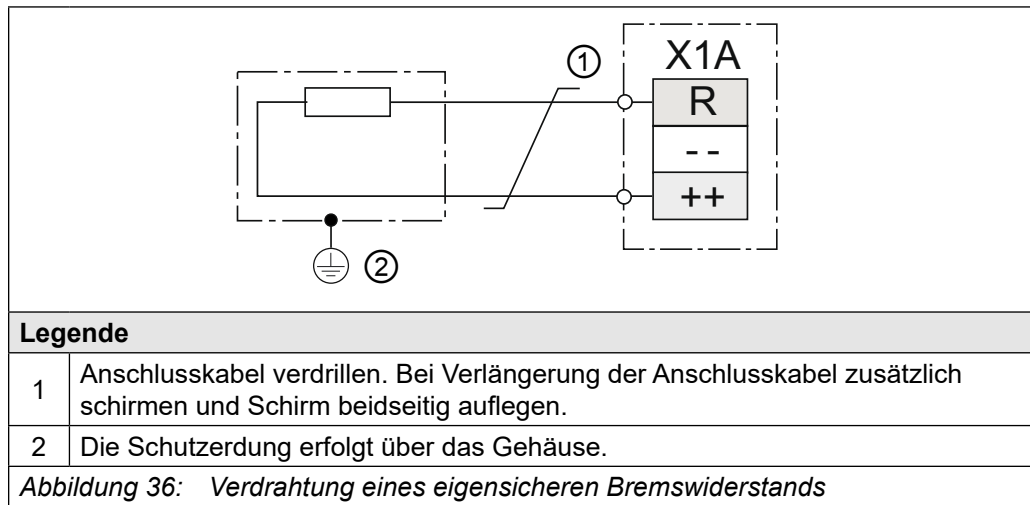 ①
X1A
R
--
++
②
Legende
1 Anschlusskabel verdrillen. Bei Verlängerung der Anschlusskabel zusätzlich
schirmen und Schirm beidseitig auflegen.
2 Die Schutzerdung erfolgt über das Gehäuse.
Abbildung 36: Verdrahtung eines eigensicheren Bremswiderstands